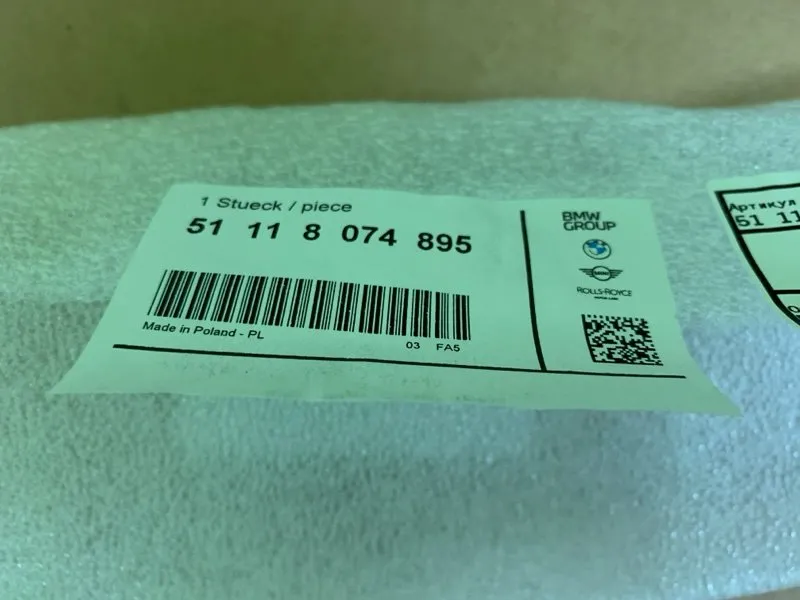 1 Stueck / piece
51 11 8 074 895
Made in Poland - PL
03 FA5
BMW
GROUP
MINI
ROLLS-ROYCE
Артикул
51 11